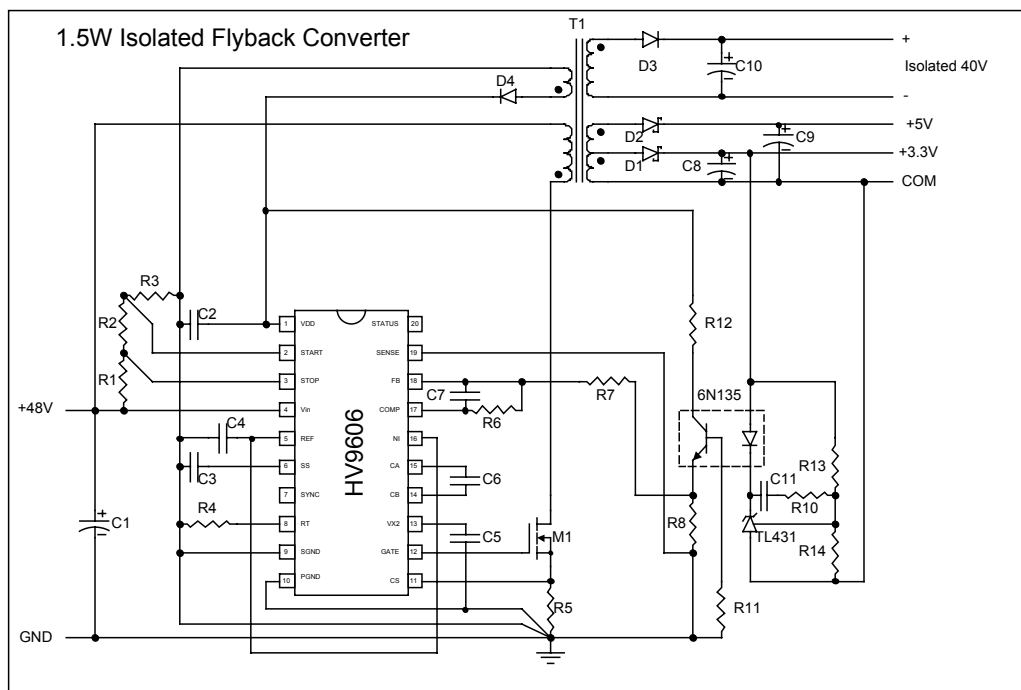 1.5W Isolated Flyback Converter
T1
+
D3
C10
Isolated 40V
D4
-
+5V
D2
C9
+3.3V
D1
C8
COM
R3
C2
R2
R1
1 VDD STATUS 20
2 START SENSE 19
3 STOP FB 18
4 Vin COMP 17
5 REF NI 16
6 SS CA 15
7 SYNC CB 14
8 RT VX2 13
9 SGND GATE 12
10 PGND CS 11
HV9606
R12
C7
R7
R6
6N135
+48V
C4
C3
C6
R13
C11
R10
R4
C1
C5
M1
R8
TL431
R14
R5
R11
GND
+
+
+
+
-
-
-